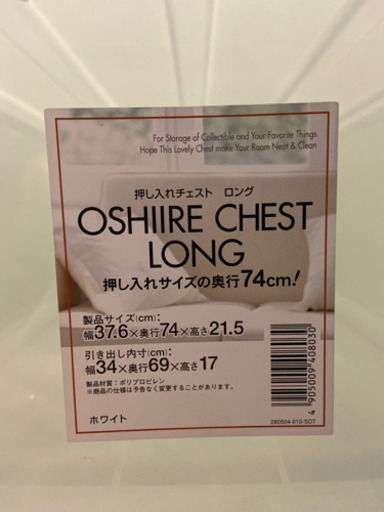 For Storage of Collectible and Your Favorite Things.
Hope This Lovely Chest make Your Room Neat & Clean
押し入れチェスト ロング
OSHIIRE CHEST
LONG
押し入れサイズの奥行74cm!
製品サイズ(cm):
幅37.6×奥行74×高さ21.5
引き出し内寸(cm):
幅34×奥行69×高さ17
製品材質:ポリプロピレン
※商品の仕様は予告なく変更することがあります。
ホワイト
4 905009 408030
280504-010-SDT